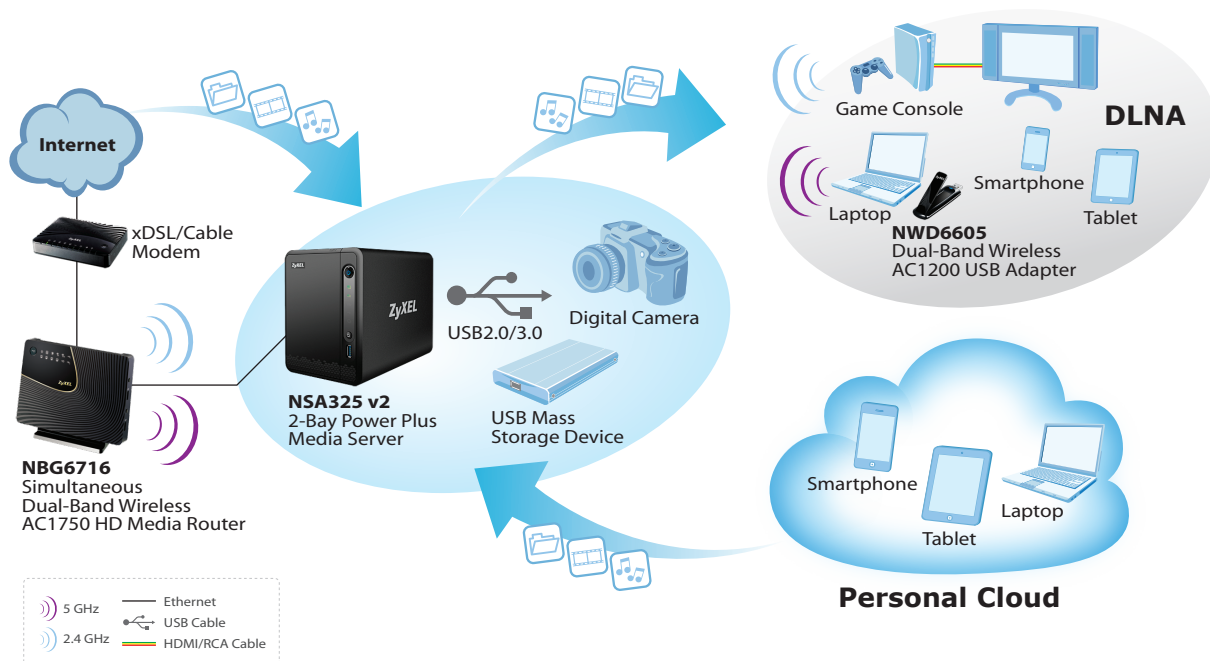 Internet
xDSL/Cable
Modem
ZyXEL
NBG6716
Simultaneous
Dual-Band Wireless
AC1750 HD Media Router
ZyXEL
ZyXEL
NSA325 v2
2-Bay Power Plus
Media Server
USB2.0/3.0
Digital Camera
USB Mass
Storage Device
Game Console
DLNA
Smartphone
Tablet
Laptop
NWD6605
Dual-Band Wireless
AC1200 USB Adapter
Smartphone
Tablet
Laptop
Personal Cloud
5 GHz
2.4 GHz
Ethernet
USB Cable
HDMI/RCA Cable